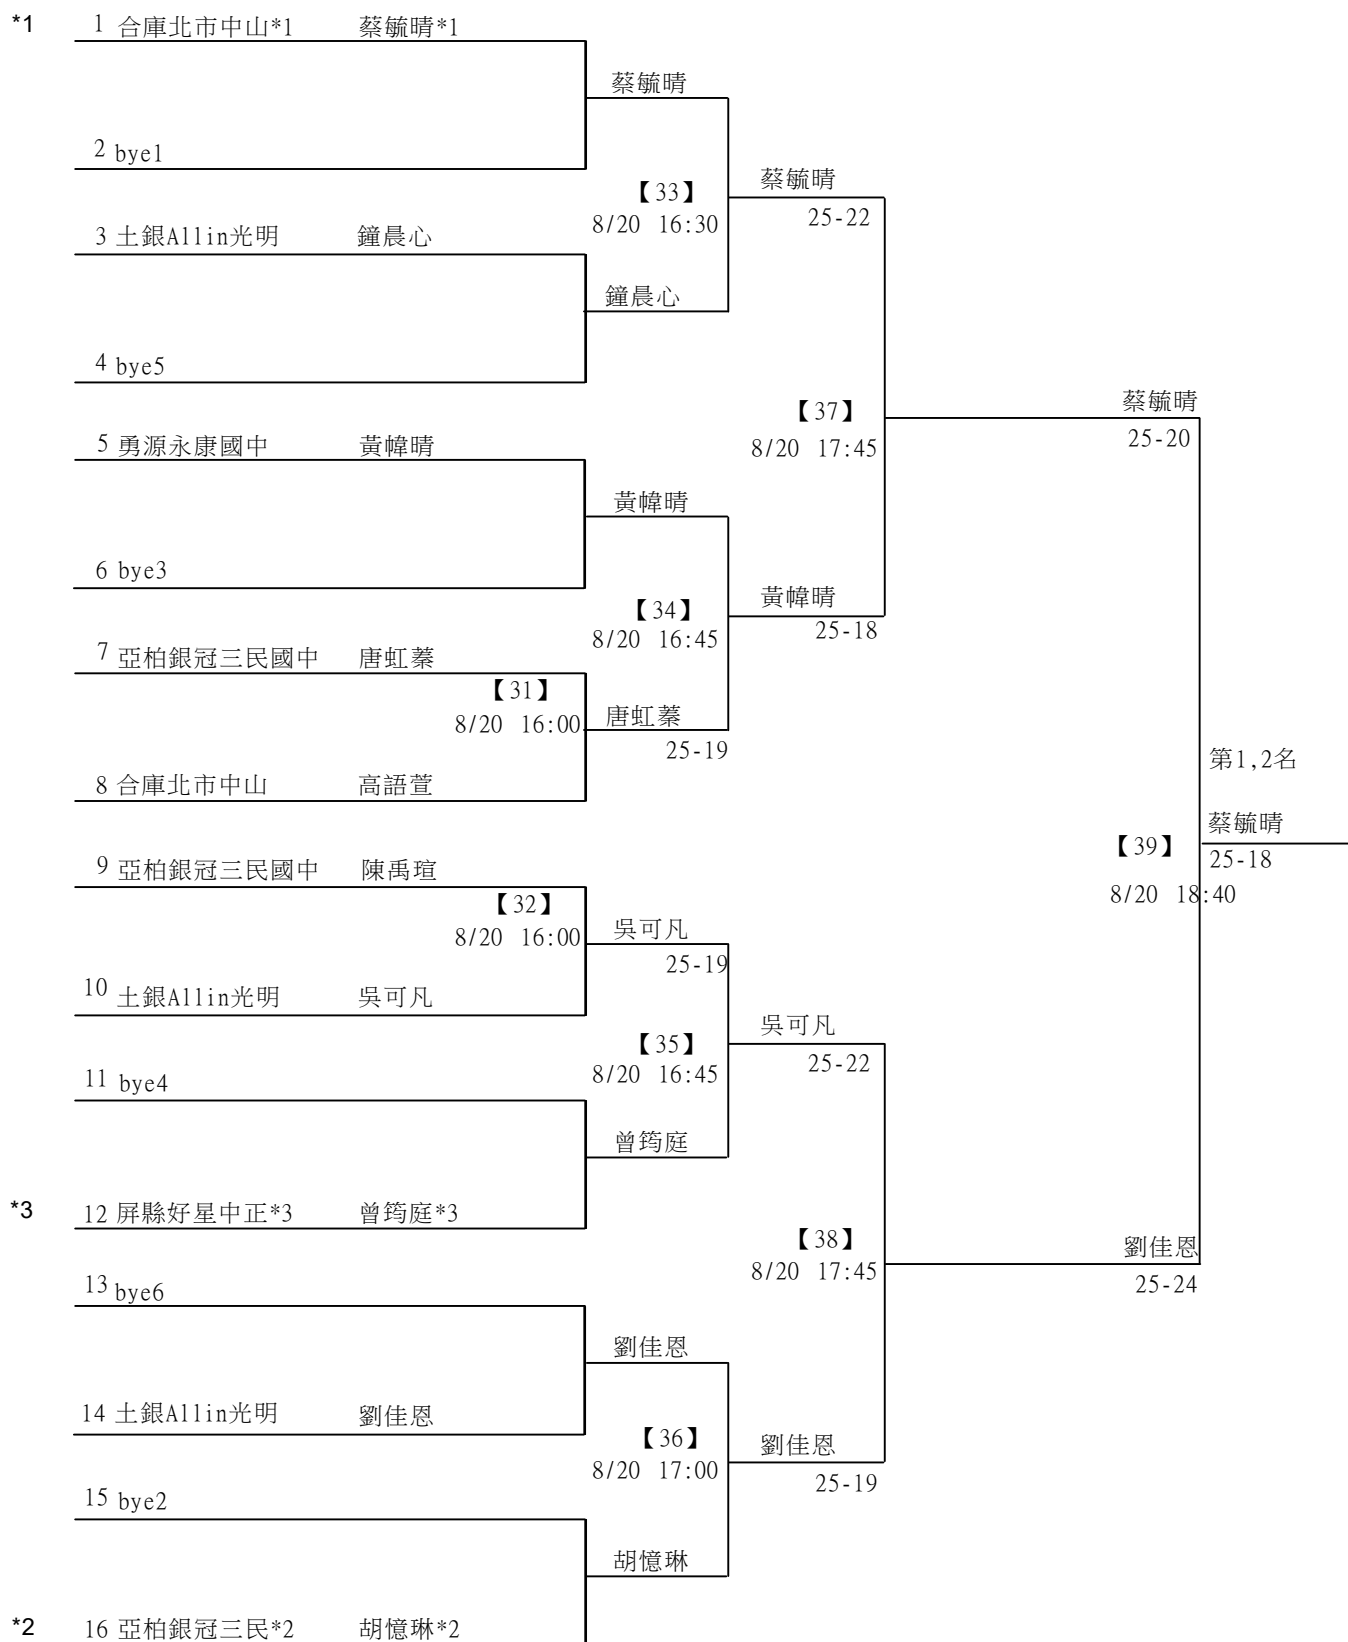 *1 1 合庫北市中山*1 蔡毓晴*1
蔡毓晴
2 bye1
【33】 蔡毓晴
8/20 16:30 25-22
3 土銀Allin光明 鐘晨心
鐘晨心
4 bye5
【37】 蔡毓晴
8/20 17:45 25-20
5 勇源永康國中 黃幃晴
黃幃晴
6 bye3
【34】 黃幃晴
8/20 16:45 25-18
7 亞柏銀冠三民國中 唐虹蓁
【31】
8/20 16:00 唐虹蓁
25-19
8 合庫北市中山 高語萱
第1,2名
【39】 蔡毓晴
25-18
8/20 18:40
9 亞柏銀冠三民國中 陳禹瑄
【32】
8/20 16:00 吳可凡
25-19
10 土銀Allin光明 吳可凡
【35】 吳可凡
8/20 16:45 25-22
11 bye4
曾筠庭
*3 12 屏縣好星中正*3 曾筠庭*3
【38】 劉佳恩
8/20 17:45 25-24
13 bye6
劉佳恩
14 土銀Allin光明 劉佳恩
【36】 劉佳恩
8/20 17:00 25-19
15 bye2
胡憶琳
*2 16 亞柏銀冠三民*2 胡憶琳*2